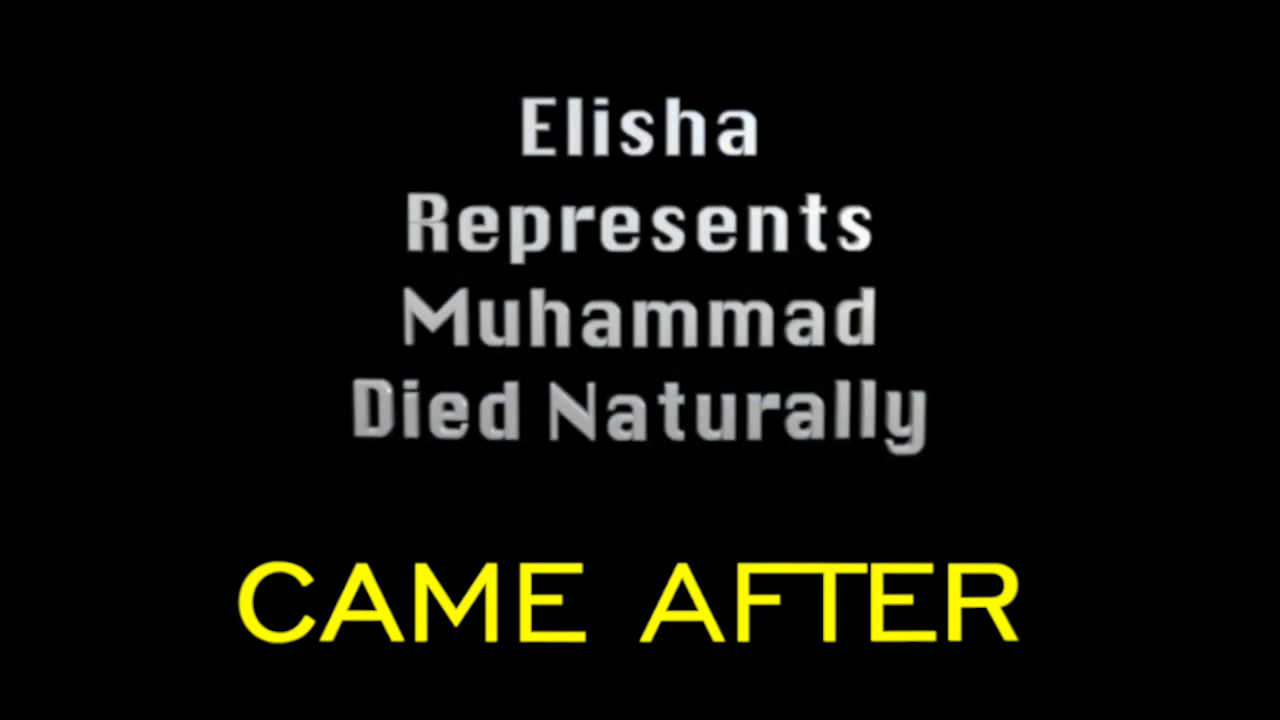 Elisha
Represents
Muhammad
Died Naturally
CAME AFTER